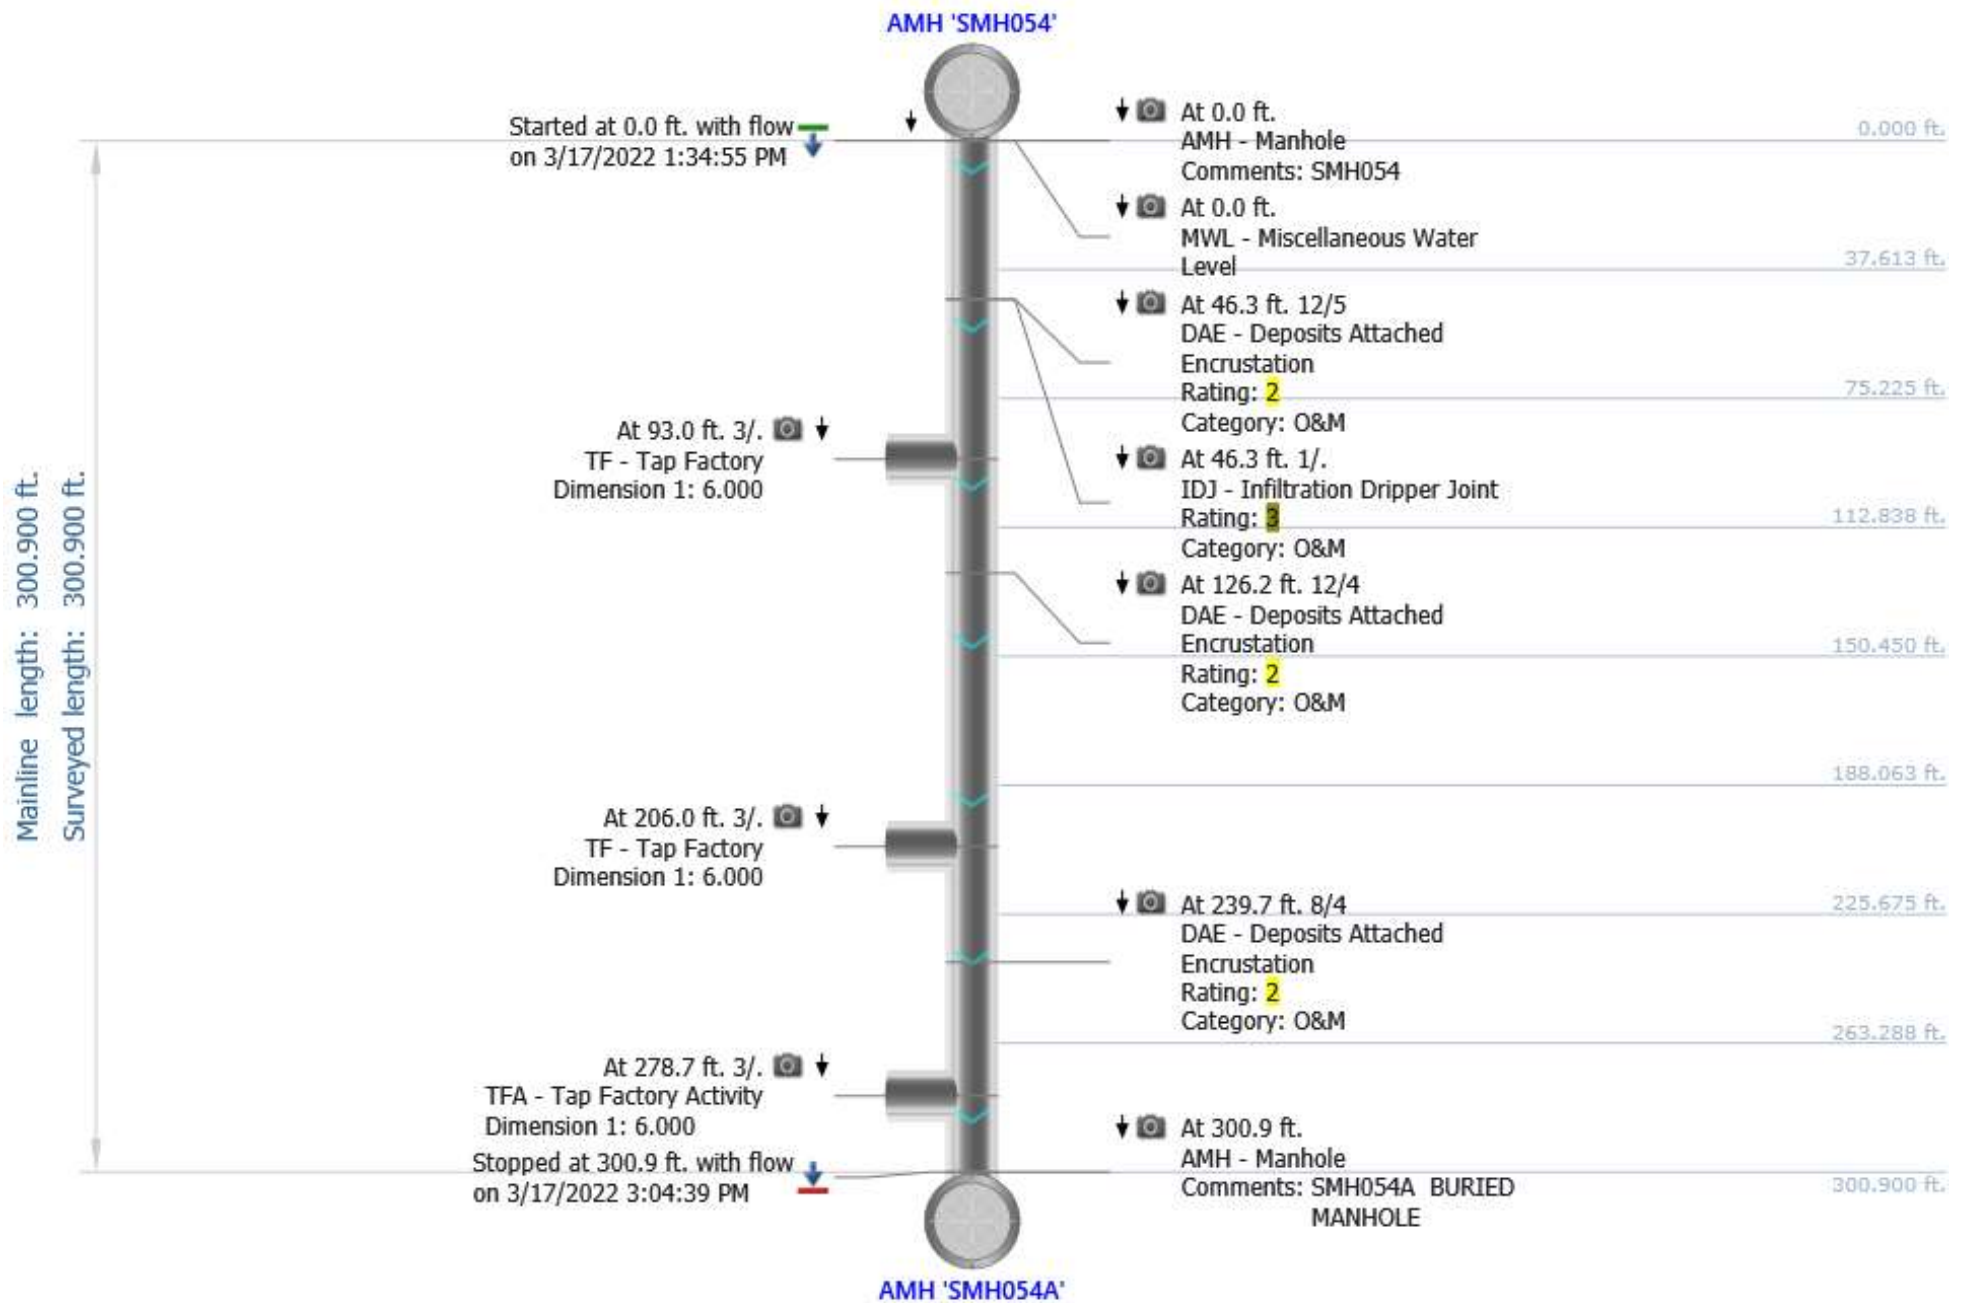 AMH 'SMH054'
Started at 0.0 ft. with flow
on 3/17/2022 1:34:55 PM
At 0.0 ft.
AMH - Manhole
Comments: SMH054
0.000 ft.
At 0.0 ft.
MWL - Miscellaneous Water
Level
37.613 ft.
At 46.3 ft. 12/5
DAE - Deposits Attached
Encrustation
Rating: 2
Category: O&M
75.225 ft.
At 93.0 ft. 3/.
TF - Tap Factory
Dimension 1: 6.000
At 46.3 ft. 1/.
IDJ - Infiltration Dripper Joint
Rating: 3
Category: O&M
112.838 ft.
At 126.2 ft. 12/4
DAE - Deposits Attached
Encrustation
Rating: 2
Category: O&M
150.450 ft.
Mainline length: 300.900 ft.
Surveyed length: 300.900 ft.
188.063 ft.
At 206.0 ft. 3/.
TF - Tap Factory
Dimension 1: 6.000
At 239.7 ft. 8/4
DAE - Deposits Attached
Encrustation
Rating: 2
Category: O&M
225.675 ft.
263.288 ft.
At 278.7 ft. 3/.
TFA - Tap Factory Activity
Dimension 1: 6.000
Stopped at 300.9 ft. with flow
on 3/17/2022 3:04:39 PM
At 300.9 ft.
AMH - Manhole
Comments: SMH054A BURIED
MANHOLE
300.900 ft.
AMH 'SMH054A'